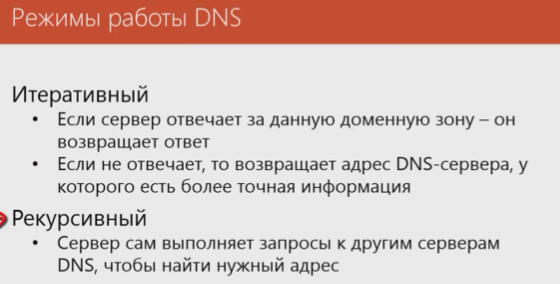 Режимы работы DNS
Итеративный
• Если сервер отвечает за данную доменную зону – он
возвращает ответ
• Если не отвечает, то возвращает адрес DNS-сервера, у
которого есть более точная информация
Рекурсивный
• Сервер сам выполняет запросы к другим серверам
DNS, чтобы найти нужный адрес